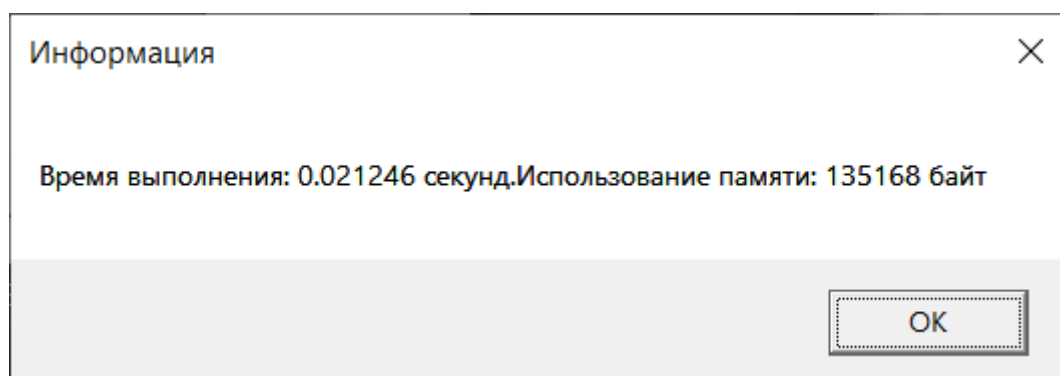 Информация
Время выполнения: 0.021246 секунд.Использование памяти: 135168 байт
OK